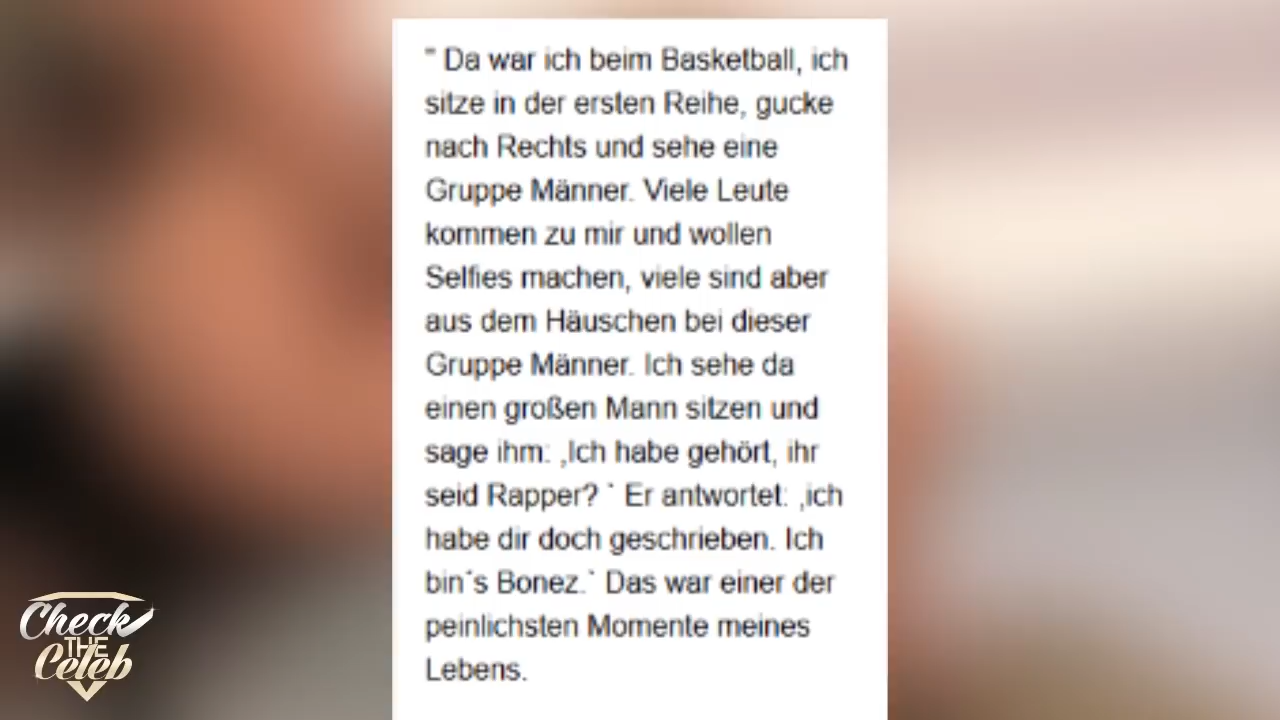 " Da war ich beim Basketball, ich
sitze in der ersten Reihe, gucke
nach Rechts und sehe eine
Gruppe Männer. Viele Leute
kommen zu mir und wollen
Selfies machen, viele sind aber
aus dem Häuschen bei dieser
Gruppe Männer. Ich sehe da
einen großen Mann sitzen und
sage ihm: ‚Ich habe gehört, ihr
seid Rapper? ` Er antwortet: ‚ich
habe dir doch geschrieben. Ich
bin´s Bonez.` Das war einer der
peinlichsten Momente meines
Lebens.
Check
THE
Celeb